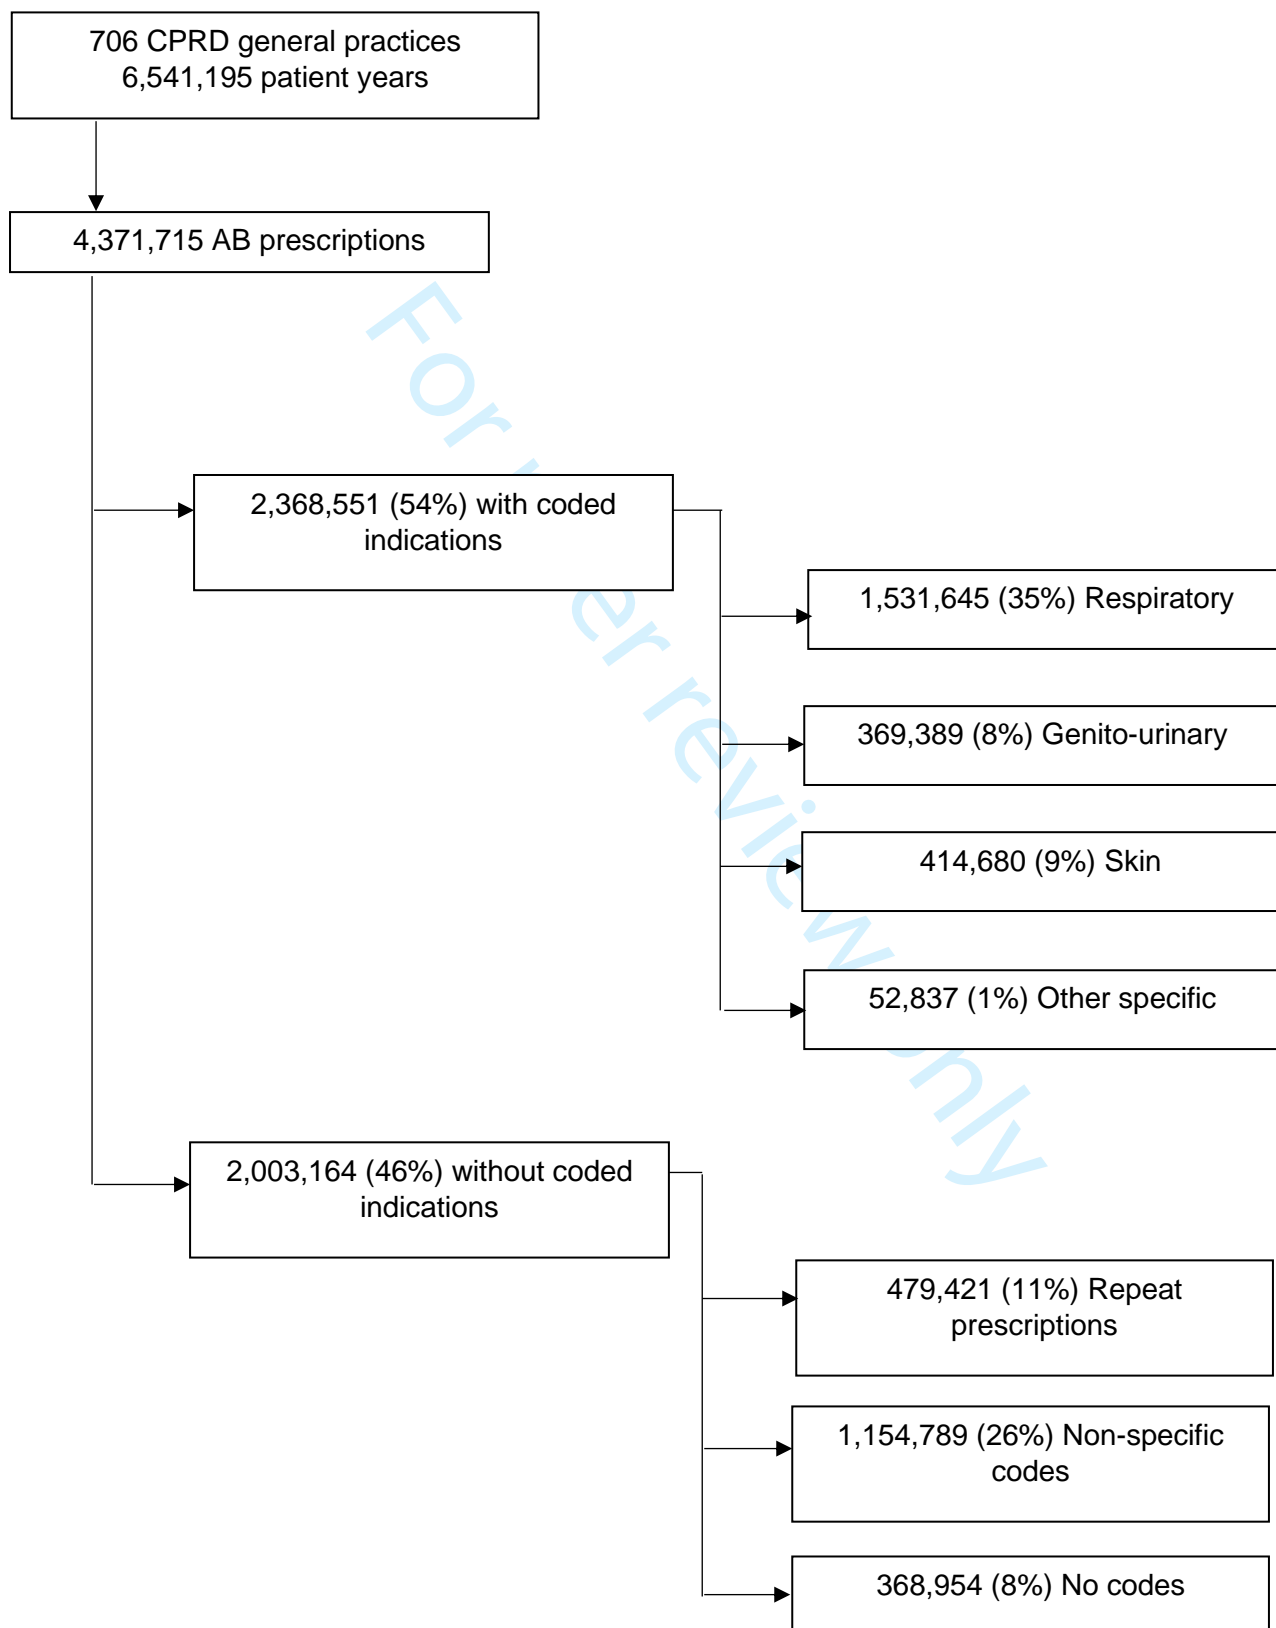 706 CPRD general practices
6,541,195 patient years
4,371,715 AB prescriptions
2,368,551 (54%) with coded
indications
1,531,645 (35%) Respiratory
369,389 (8%) Genito-urinary
414,680 (9%) Skin
52,837 (1%) Other specific
2,003,164 (46%) without coded
indications
479,421 (11%) Repeat
prescriptions
1,154,789 (26%) Non-specific
codes
368,954 (8%) No codes
For
er review only